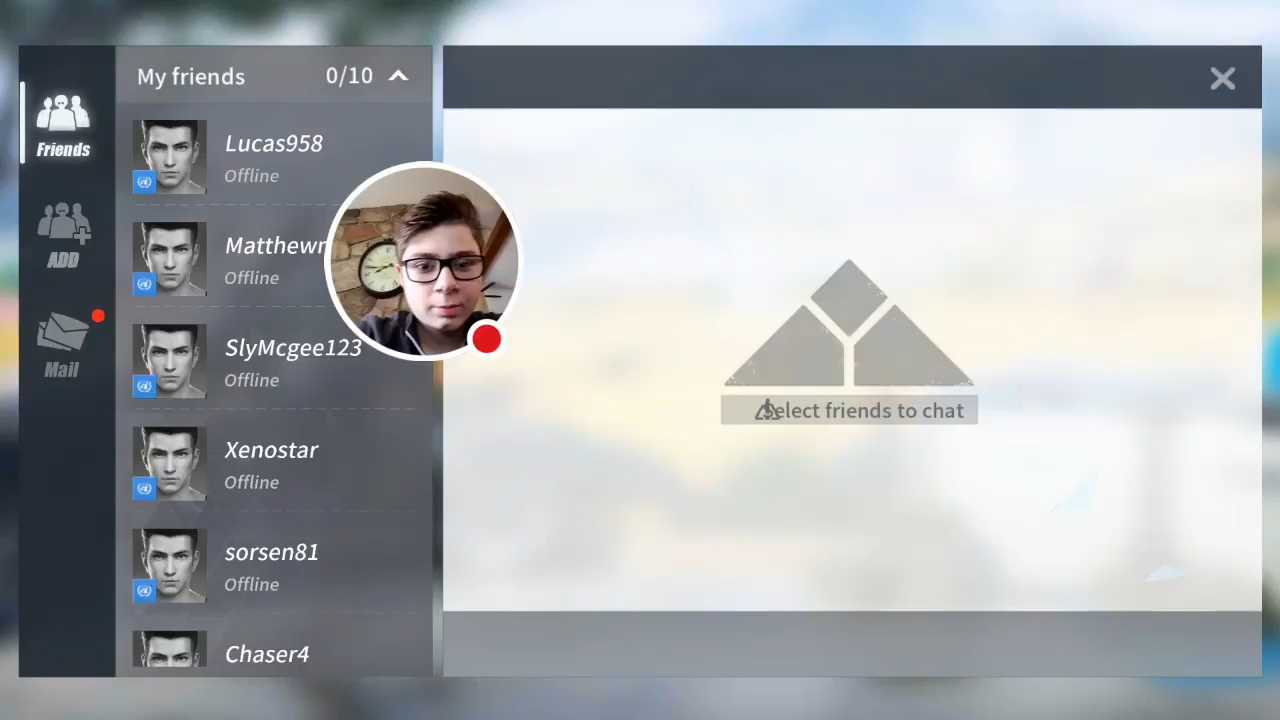 My friends 0/10
Friends
ADD
Mail
Lucas958
Offline
Offline
SlyMcgee123
Offline
Xenostar
Offline
sorsen81
Offline
Chaser4
Select friends to chat